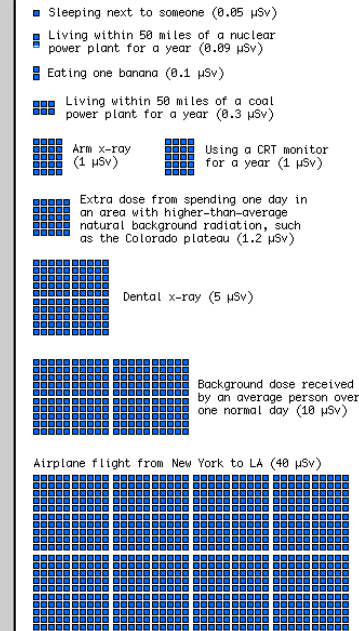 Sleeping next to someone (0.05 μSv)
Living within 50 miles of a nuclear
power plant for a year (0.09 μSv)
Eating one banana (0.1 μSv)
Living within 50 miles of a coal
power plant for a year (0.3 μSv)
Arm x-ray
(1 μSv)
Using a CRT monitor
for a year (1 μSv)
Extra dose from spending one day in
an area with higher-than-average
natural background radiation, such
as the Colorado plateau (1.2 μSv)
Dental x-ray (5 μSv)
Background dose received
by an average person over
one normal day (10 μSv)
Airplane flight from New York to LA (40 μSv)